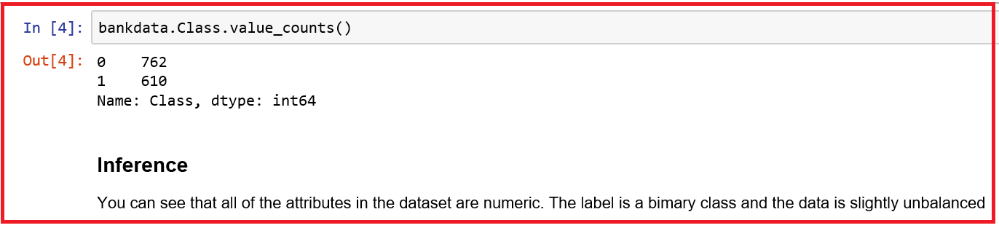 In [4]: bankdata.Class.value_counts()
Out[4]: 0    762
1    610
Name: Class, dtype: int64
Inference
You can see that all of the attributes in the dataset are numeric. The label is a bimary class and the data is slightly unbalanced